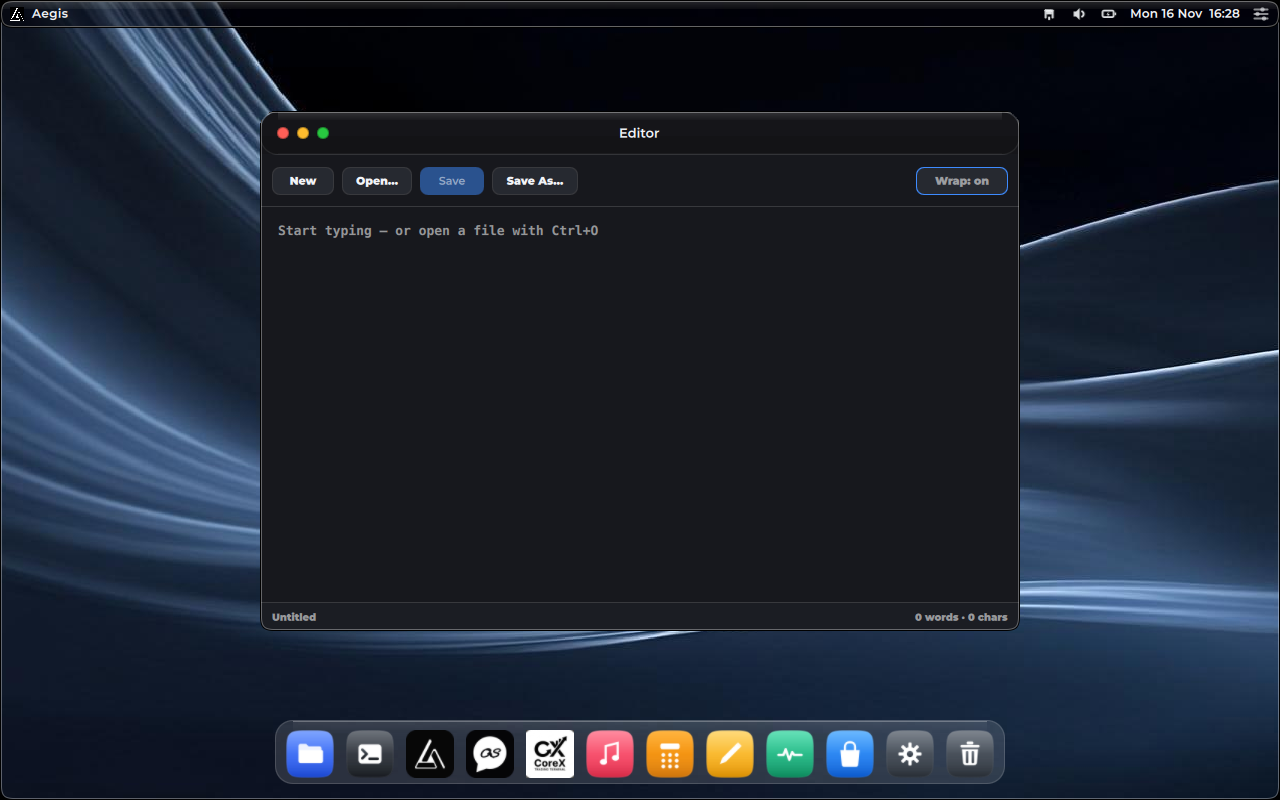 Aegis
Mon 16 Nov 16:28
Editor
New
Open...
Save
Save As...
Wrap: on
Start typing — or open a file with Ctrl+O
Untitled
0 words • 0 chars
as
CX
CoreX